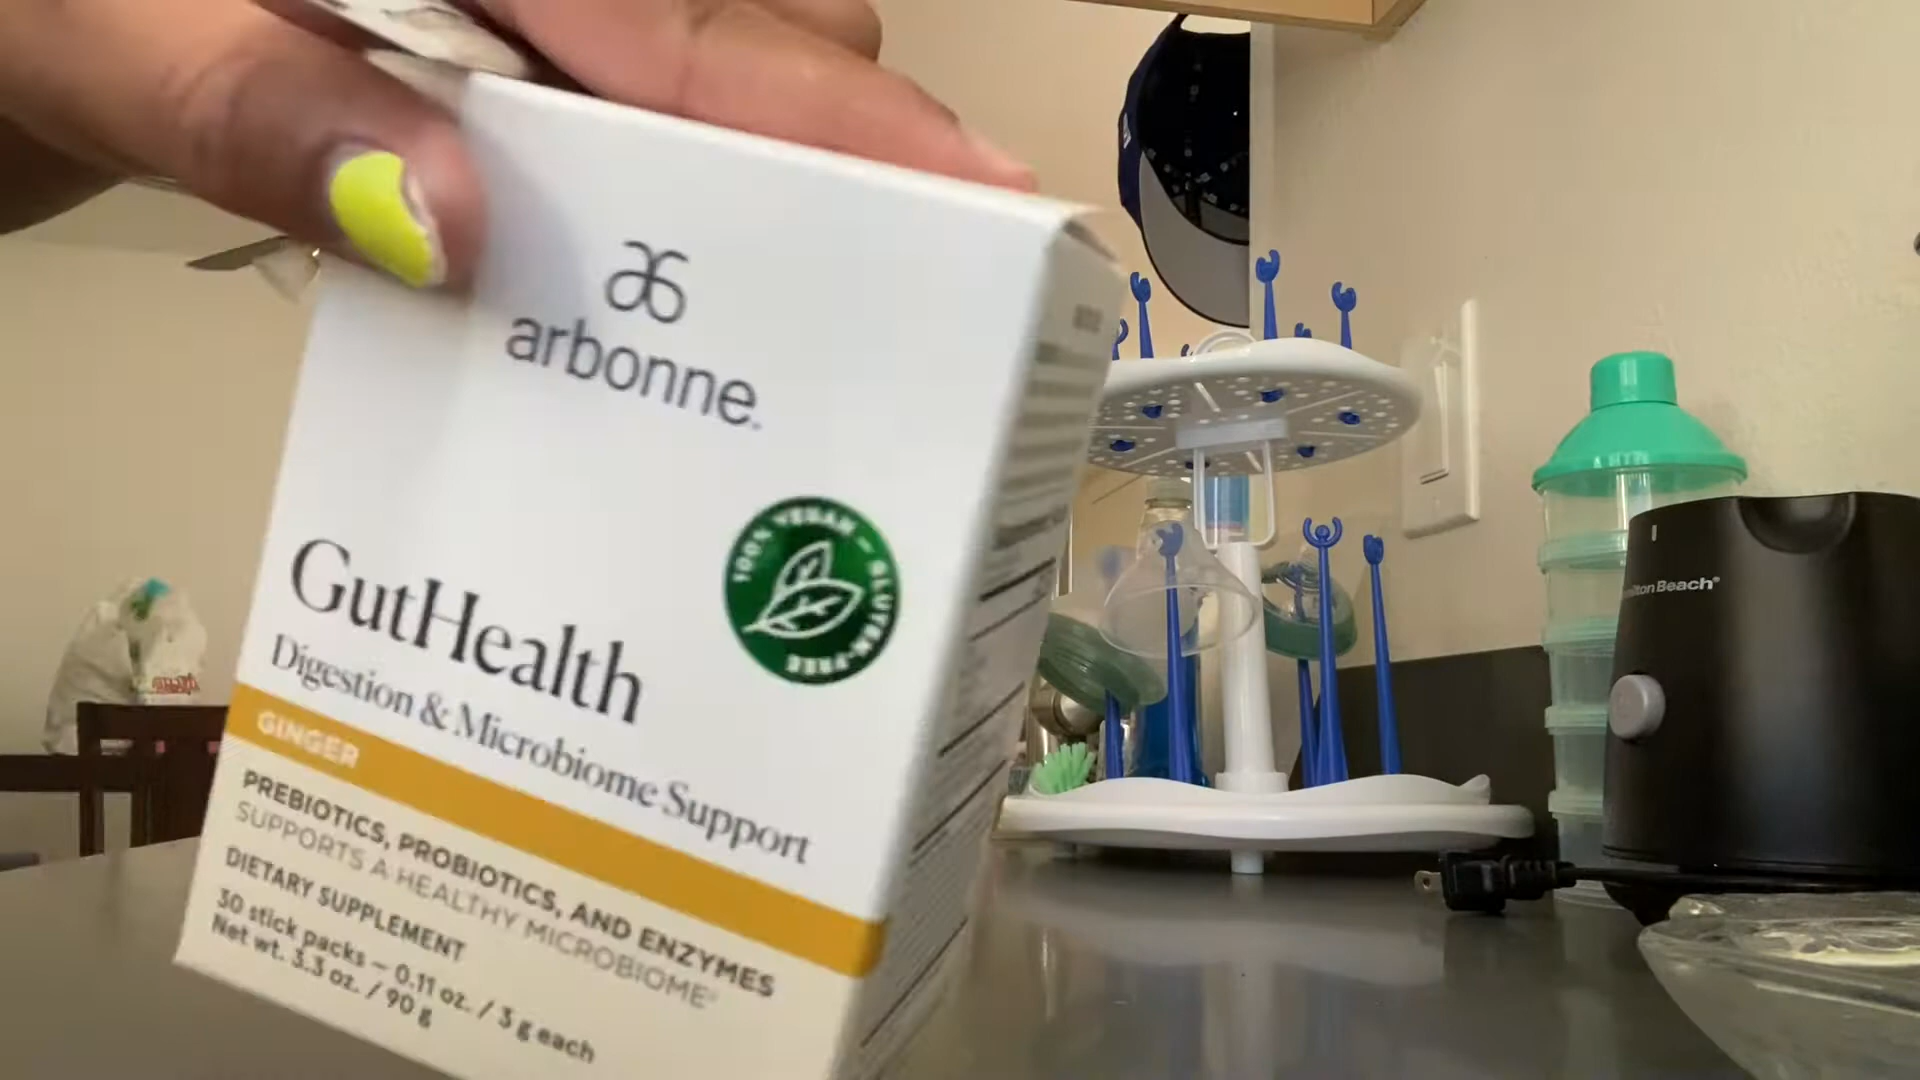 arbonne.
100% VEGAN – GLUTEN-FREE
GutHealth
Digestion & Microbiome Support
GINGER
PREBIOTICS, PROBIOTICS, AND ENZYMES
SUPPORTS A HEALTHY MICROBIOME
DIETARY SUPPLEMENT
30 stick packs – 0.11 oz. / 3 g each
Net wt. 3.3 oz. / 90 g
Beach®